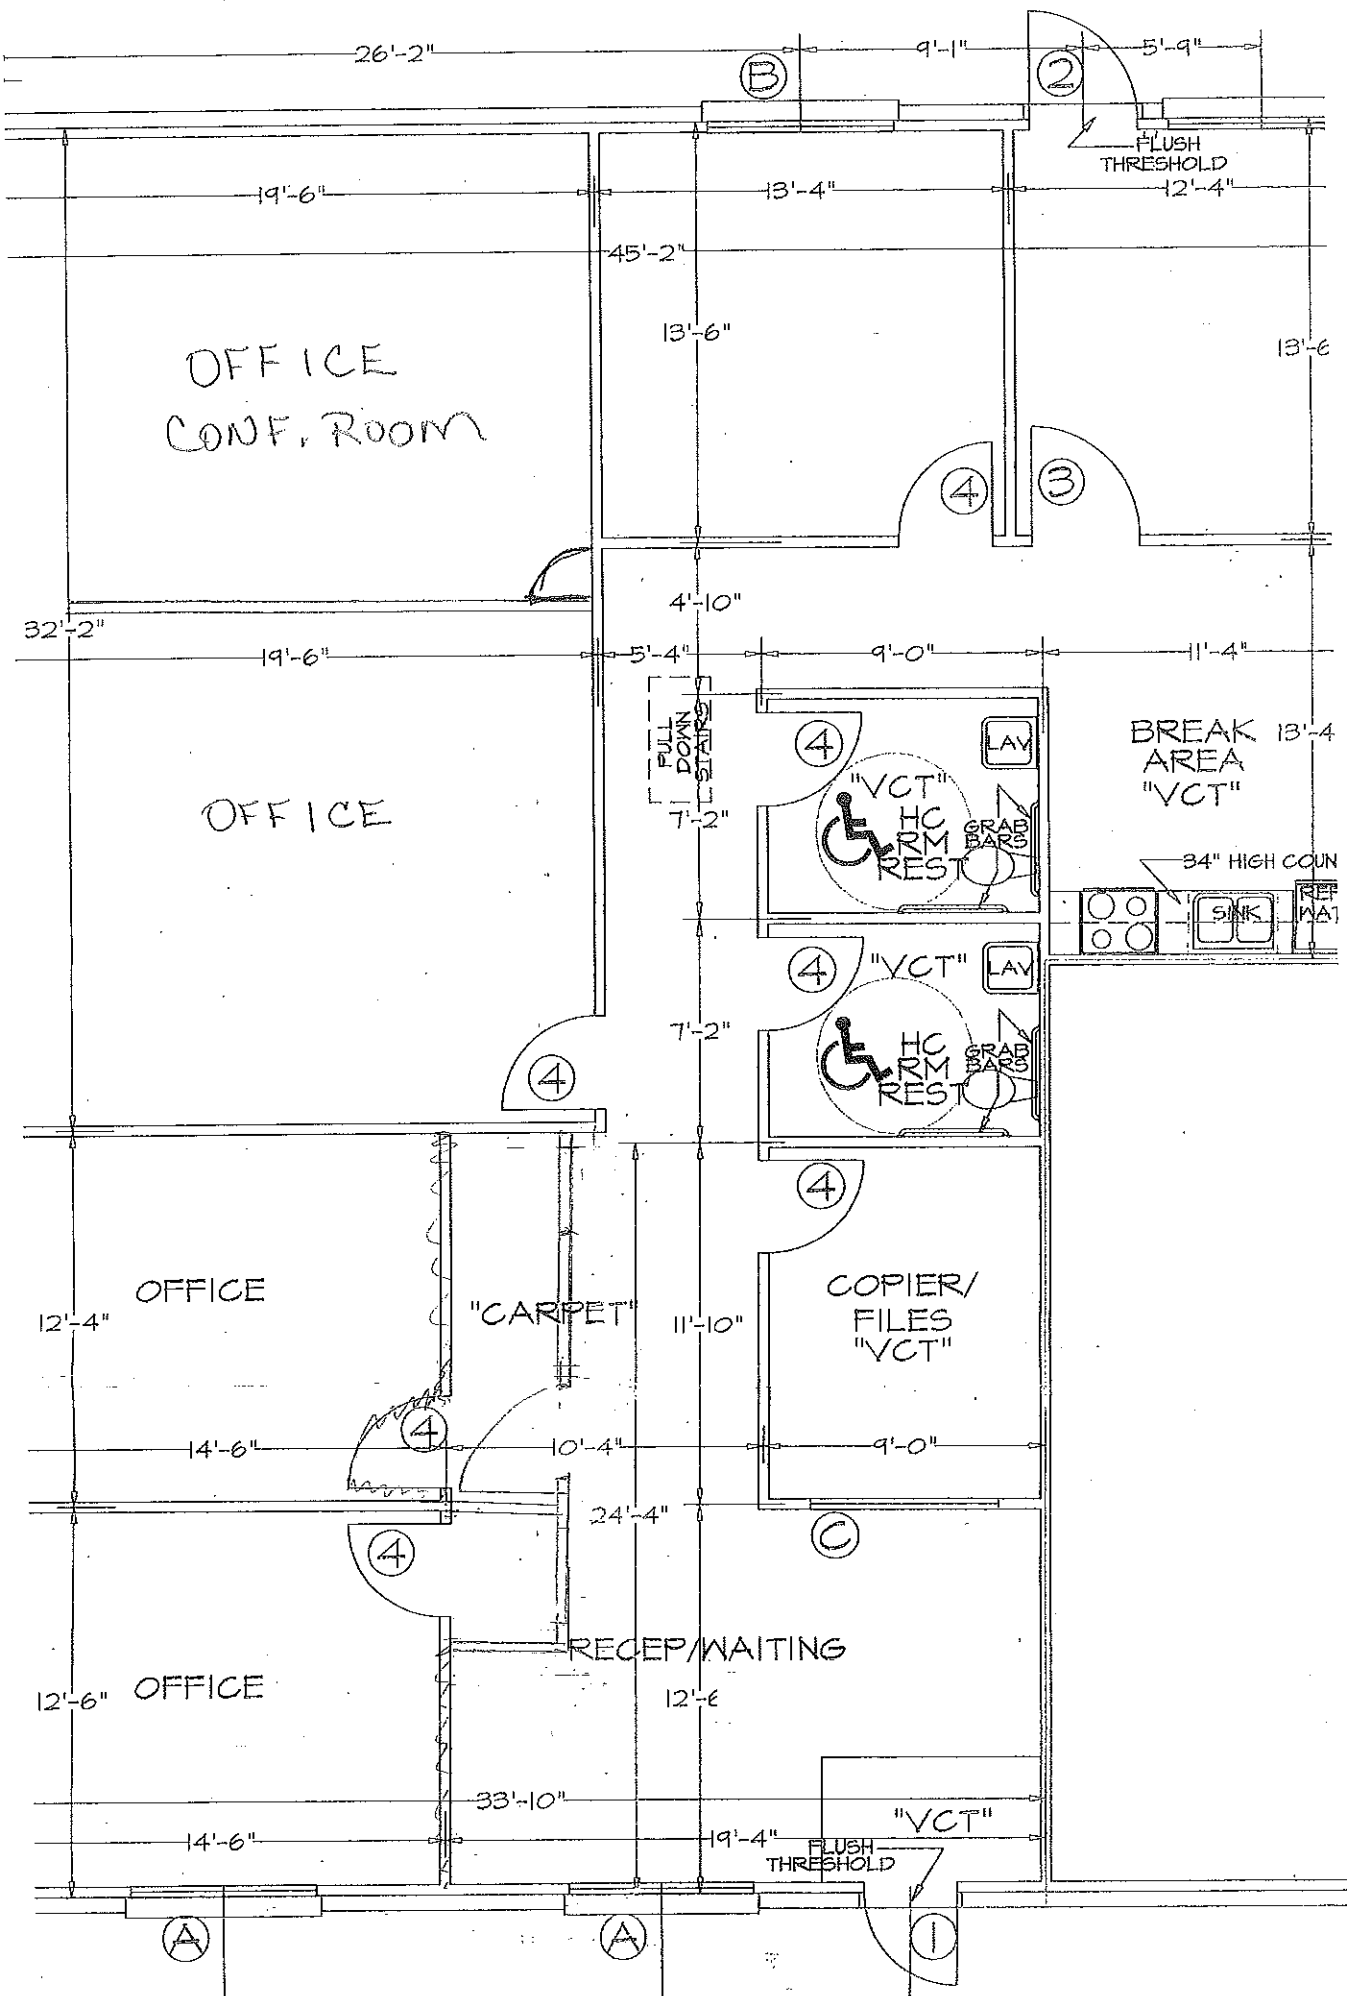 26'-2"
9'-1"
5'-9"
B
2
FLUSH
THRESHOLD
19'-6"
13'-4"
12'-4"
45'-2"
13'-6"
13'-6
OFFICE
CONF. ROOM
4
3
4'-10"
32'-2"
19'-6"
5'-4"
9'-0"
11'-4"
PULL
DOWN
STAIRS
4
LAV
"VCT"
HC
RM
REST
GRAB
BARS
BREAK
AREA
"VCT"
13'-4
OFFICE
7'-2"
34" HIGH COUN
SINK
REF
WAT
4
"VCT"
LAV
7'-2"
HC
RM
REST
GRAB
BARS
4
4
OFFICE
"CARPET"
COPIER/
FILES
"VCT"
12'-4"
11'-10"
4
14'-6"
10'-4"
9'-0"
24'-4"
C
4
RECEP/WAITING
OFFICE
12'-6"
12'-6
33'-10"
"VCT"
14'-6"
19'-4"
FLUSH
THRESHOLD
A
A
1